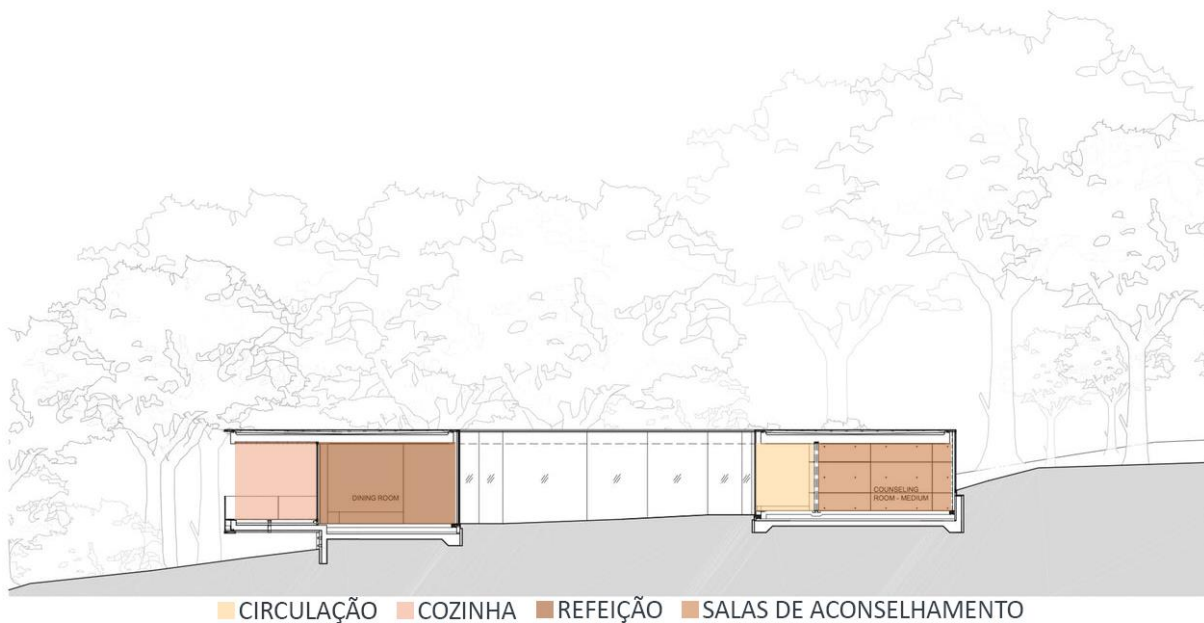 DINING ROOM
COUNSELING
ROOM - MEDIUM
CIRCULAÇÃO COZINHA REFEIÇÃO SALAS DE ACONSELHAMENTO